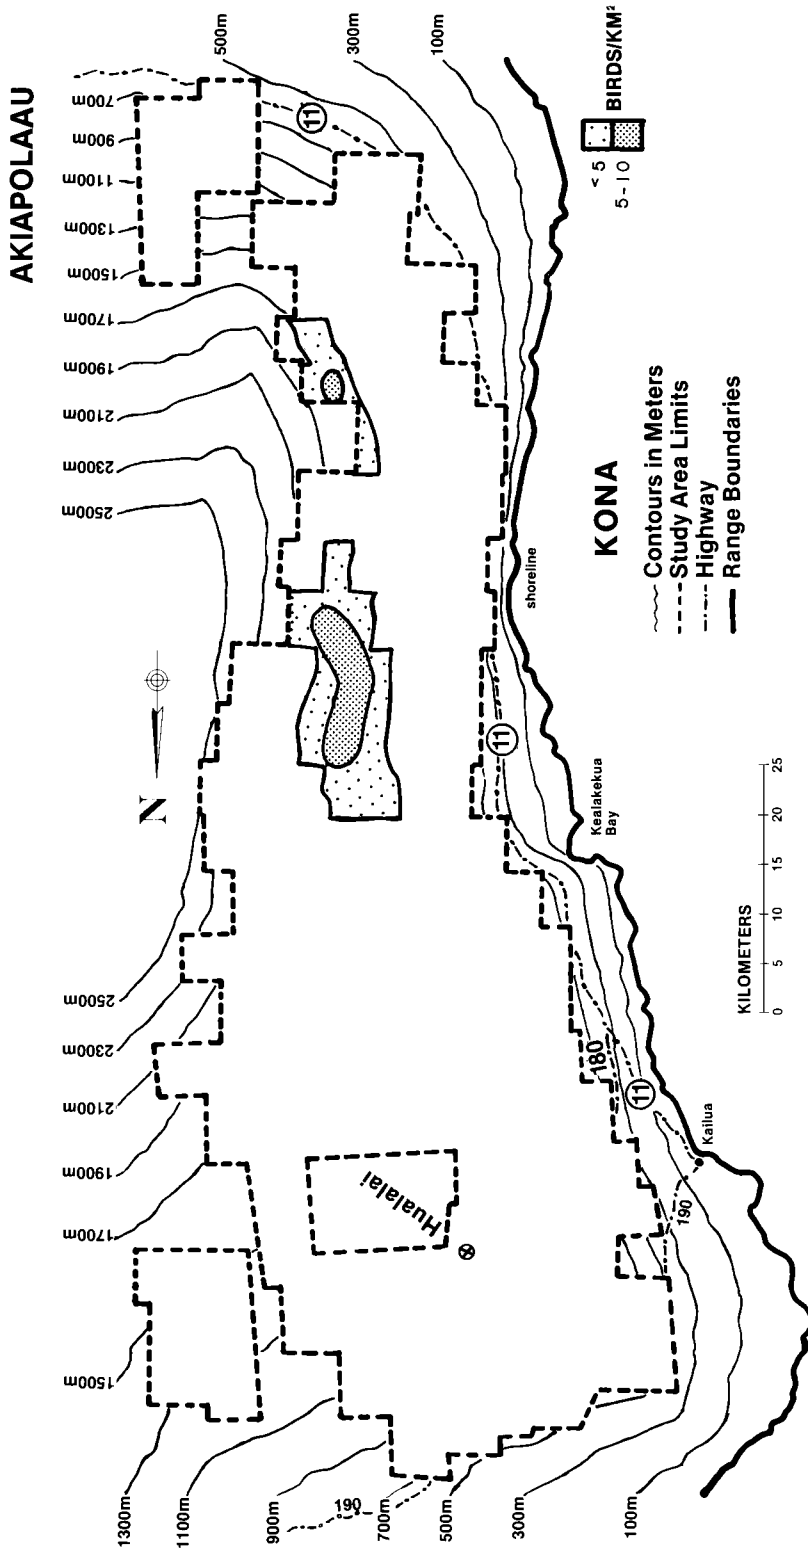 AKIAPOLAAU
1300m
1100m
900m
700m
500m
300m
100m
190
1500m
1700m
1900m
2100m
2300m
2500m
2500m
2300m
2100m
1900m
1700m
1500m
1300m
1100m
900m
700m
500m
300m
100m
11
N
Hualalai
190
Kailua
11
180
Kealakekua
Bay
11
shoreline
KILOMETERS
0 5 10 15 20 25
KONA
Contours in Meters
Study Area Limits
Highway
Range Boundaries
< 5
5-10
BIRDS/KM²